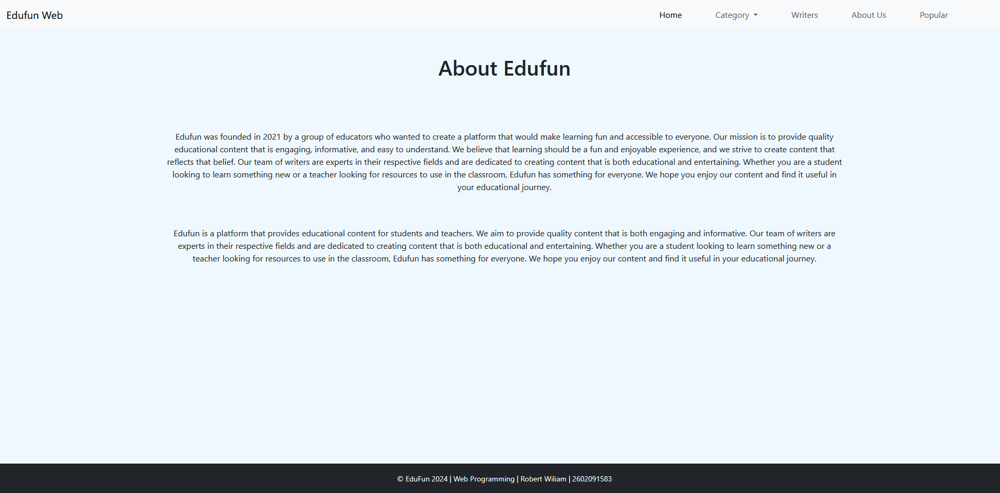 Edufun Web
Home
Category
Writers
About Us
Popular
About Edufun
Edufun was founded in 2021 by a group of educators who wanted to create a platform that would make learning fun and accessible to everyone. Our mission is to provide quality
educational content that is engaging, informative, and easy to understand. We believe that learning should be a fun and enjoyable experience, and we strive to create content that
reflects that belief. Our team of writers are experts in their respective fields and are dedicated to creating content that is both educational and entertaining. Whether you are a student
looking to learn something new or a teacher looking for resources to use in the classroom, Edufun has something for everyone. We hope you enjoy our content and find it useful in
your educational journey.
Edufun is a platform that provides educational content for students and teachers. We aim to provide quality content that is both engaging and informative. Our team of writers are
experts in their respective fields and are dedicated to creating content that is both educational and entertaining. Whether you are a student looking to learn something new or a
teacher looking for resources to use in the classroom, Edufun has something for everyone. We hope you enjoy our content and find it useful in your educational journey.
© EduFun 2024 | Web Programming | Robert Wiliam | 2602091583